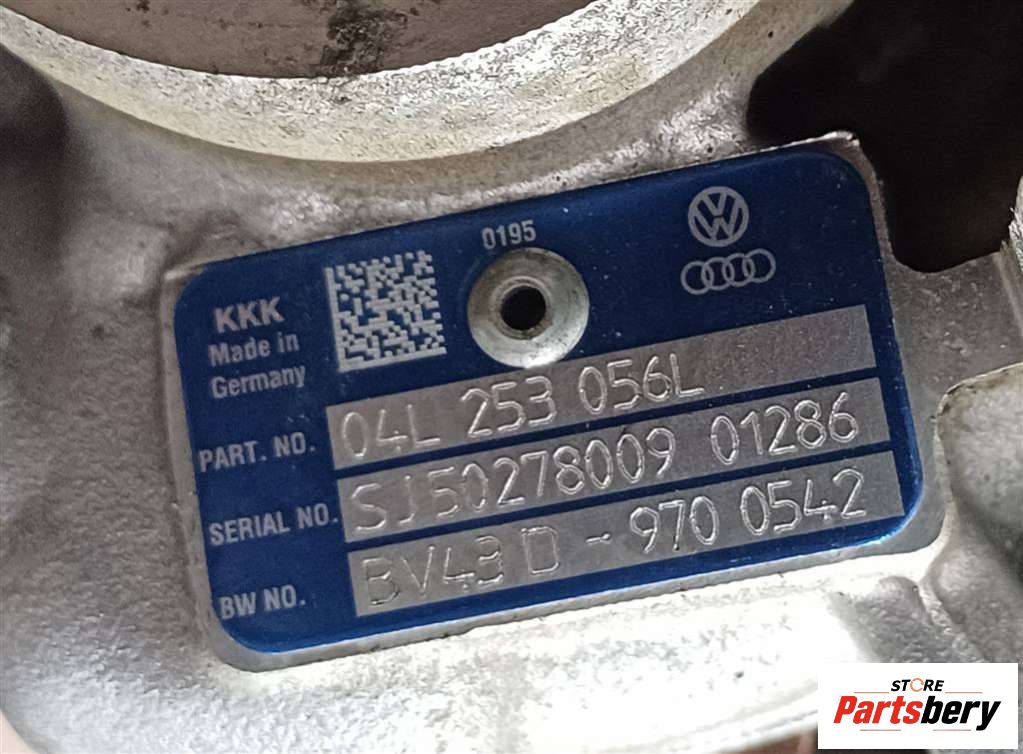 0195
KKK
Made in
Germany
PART. NO. 04L 253 056L
SERIAL NO. SJ50278009 01286
BW NO. BV43D - 970 0542
STORE
Partsbery